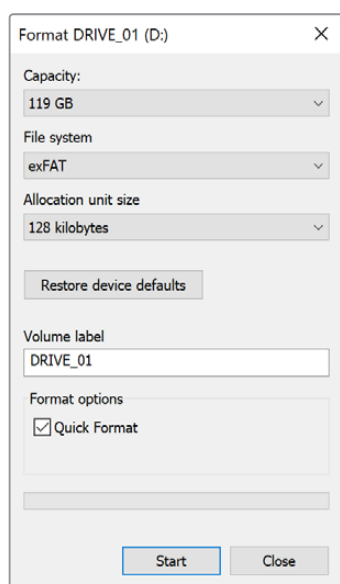 Format DRIVE_01 (D:)
Capacity:
119 GB
File system
exFAT
Allocation unit size
128 kilobytes
Restore device defaults
Volume label
DRIVE_01
Format options
Quick Format
Start Close